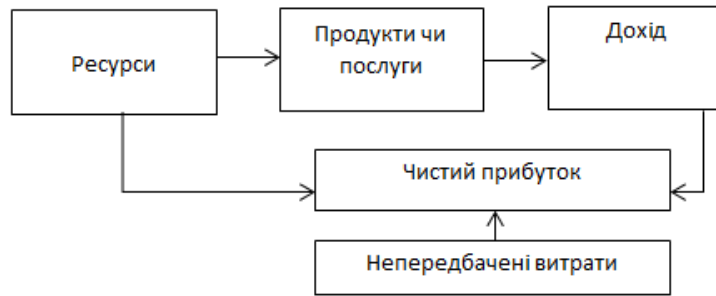 Ресурси
Продукти чи
послуги
Дохід
Чистий прибуток
Непередбачені витрати